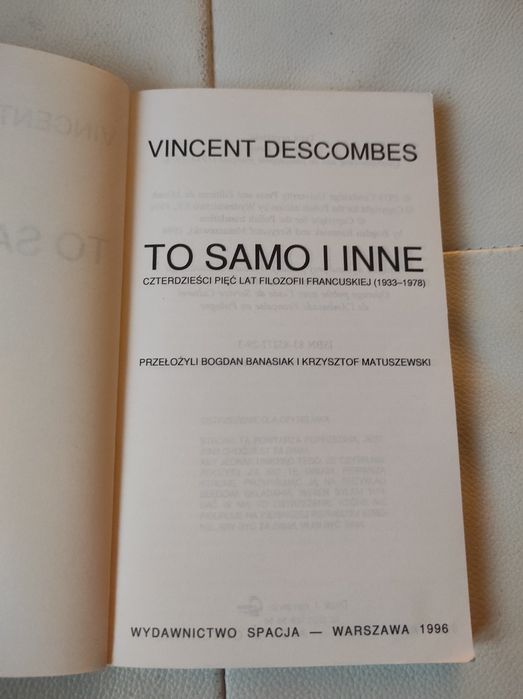 VINCENT DESCOMBES
TO SAMO I INNE
CZTERDZIEŚCI PIĘĆ LAT FILOZOFII FRANCUSKIEJ (1933–1978)
PRZEŁOŻYLI BOGDAN BANASIAK I KRZYSZTOF MATUSZEWSKI
WYDAWNICTWO SPACJA — WARSZAWA 1996